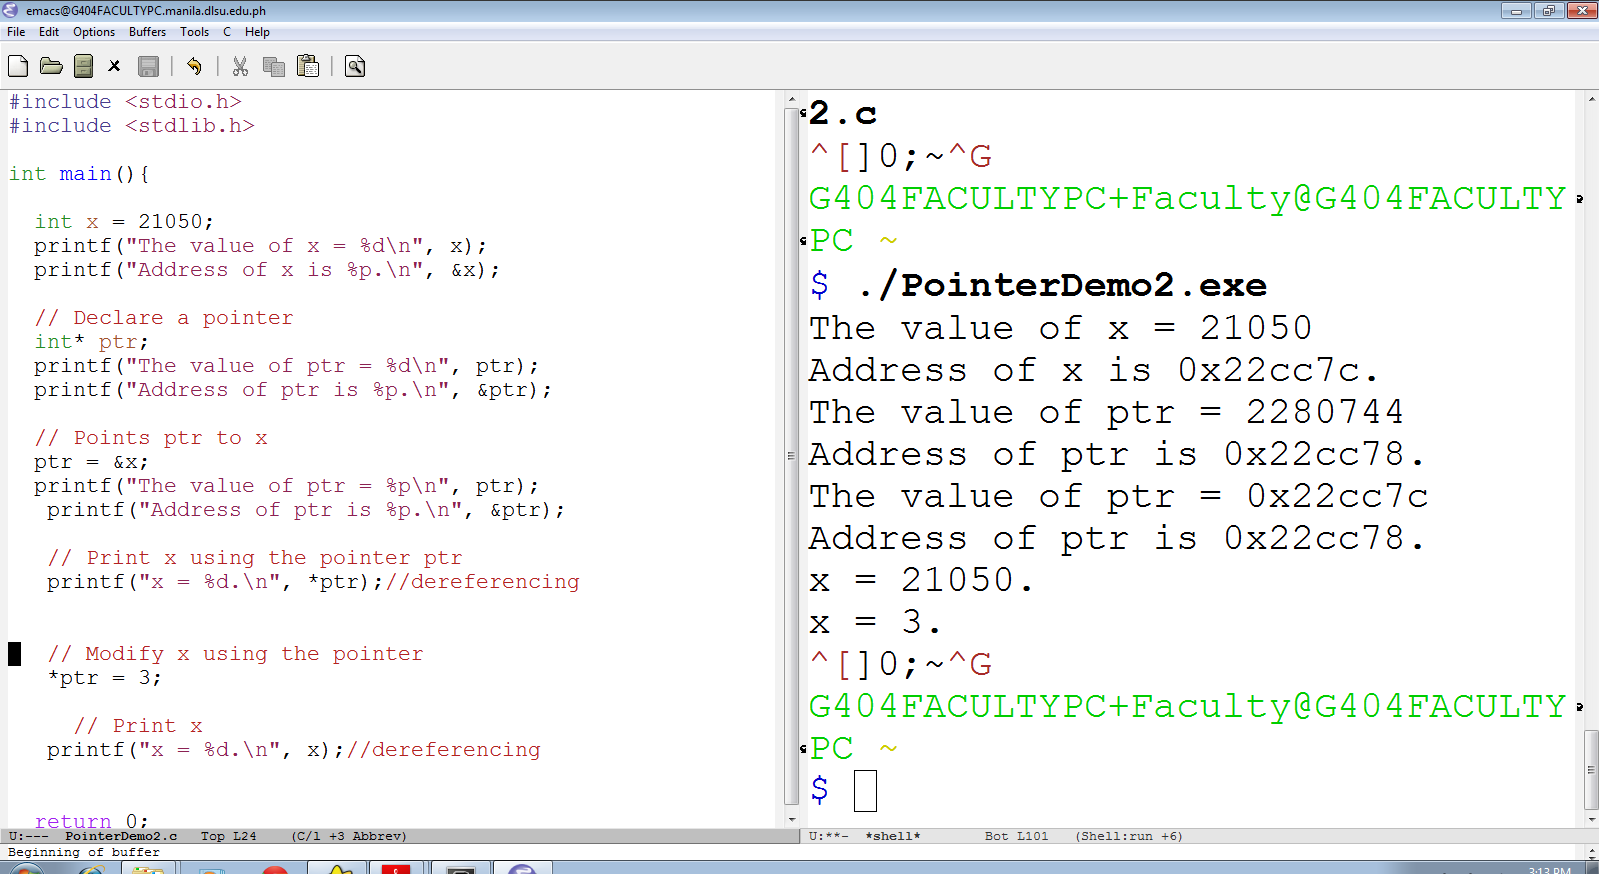 emacs@G404FACULTYPC.manila.dlsu.edu.ph
File Edit Options Buffers Tools C Help
#include <stdio.h>
#include <stdlib.h>
int main(){
int x = 21050;
printf("The value of x = %d\n", x);
printf("Address of x is %p.\n", &x);
// Declare a pointer
int* ptr;
printf("The value of ptr = %d\n", ptr);
printf("Address of ptr is %p.\n", &ptr);
// Points ptr to x
ptr = &x;
printf("The value of ptr = %p\n", ptr);
printf("Address of ptr is %p.\n", &ptr);
// Print x using the pointer ptr
printf("x = %d.\n", *ptr);//dereferencing
// Modify x using the pointer
*ptr = 3;
// Print x
printf("x = %d.\n", x);//dereferencing
return 0;
U:--- PointerDemo2.c Top L24 (C/l +3 Abbrev)
Beginning of buffer
2.c
^[]0;~^G
G404FACULTYPC+Faculty@G404FACULTY
PC ~
$ ./PointerDemo2.exe
The value of x = 21050
Address of x is 0x22cc7c.
The value of ptr = 2280744
Address of ptr is 0x22cc78.
The value of ptr = 0x22cc7c
Address of ptr is 0x22cc78.
x = 21050.
x = 3.
^[]0;~^G
G404FACULTYPC+Faculty@G404FACULTY
PC ~
$
U:**- *shell* Bot L101 (Shell:run +6)
3:13 PM